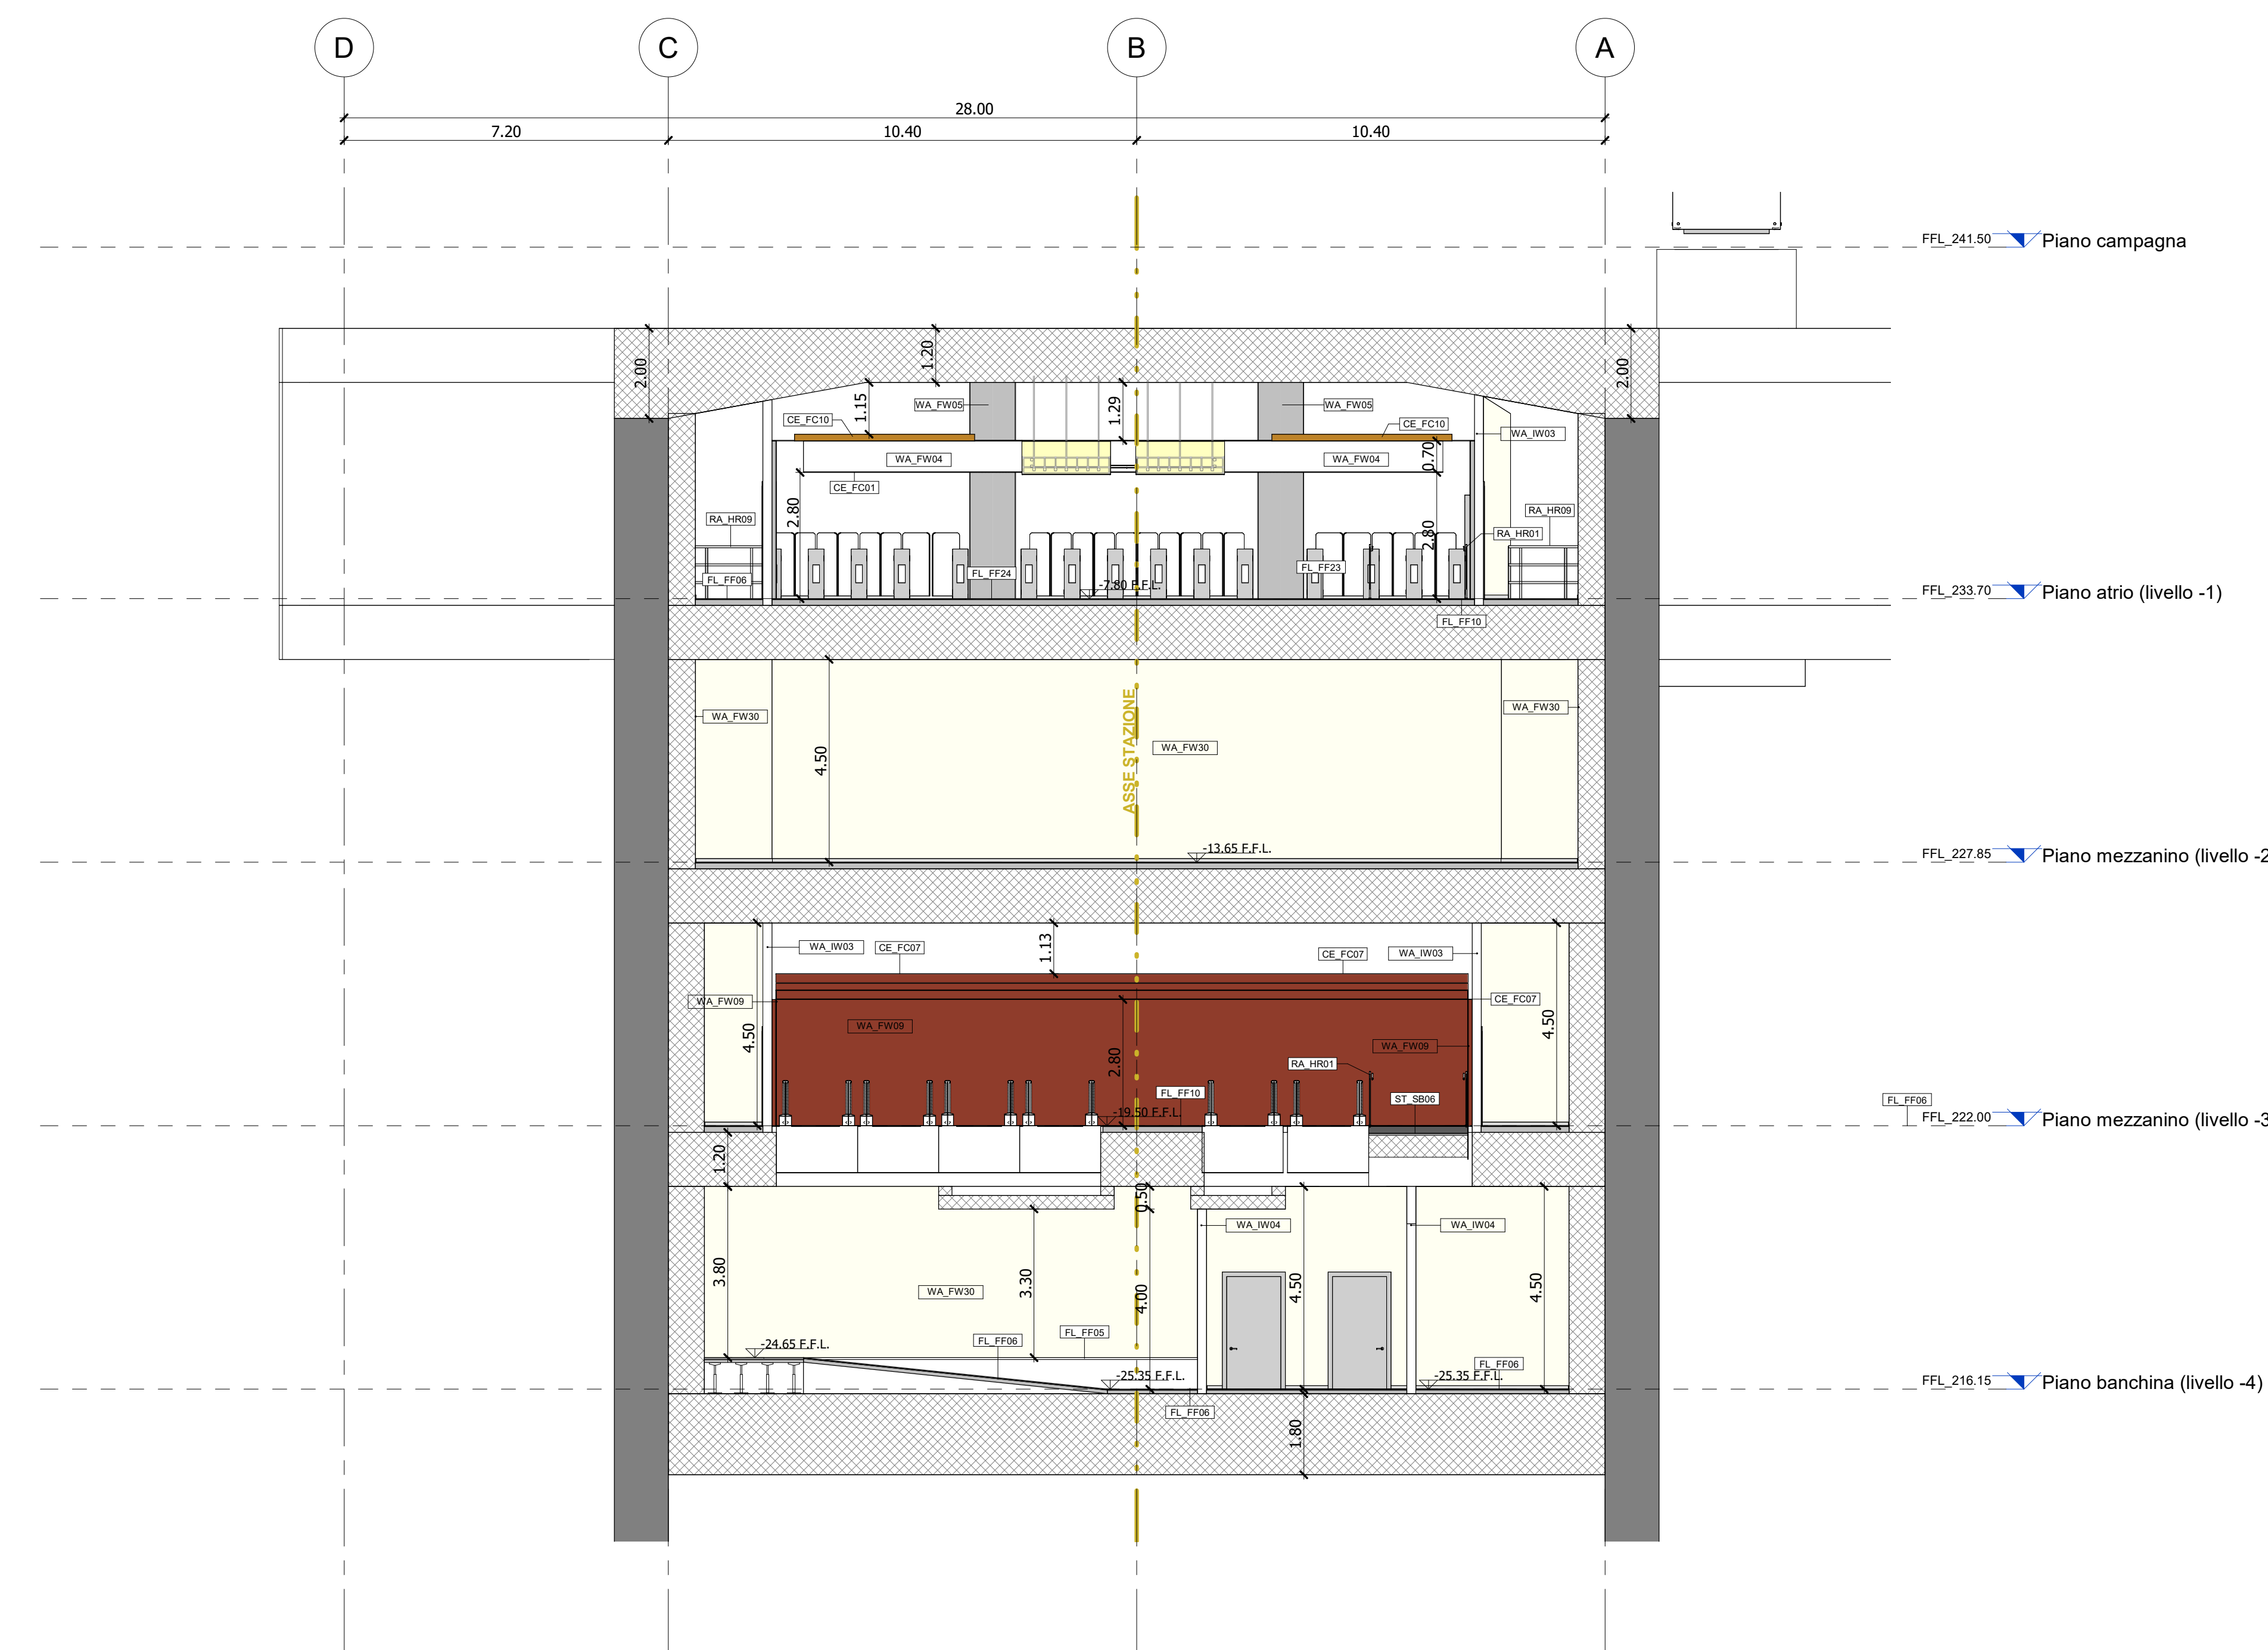 D
C
B
A
28.00
7.20
10.40
10.40
FFL_241.50
Piano campagna
2.00
1.20
2.00
1.15
1.29
WA_FW05
WA_FW05
CE_FC10
CE_FC10
WA_IW03
WA_FW04
WA_FW04
0.70
CE_FC01
2.80
2.80
RA_HR09
RA_HR09
RA_HR01
FL_FF06
FL_FF24
FL_FF23
-7.80 F.F.L.
FFL_233.70
Piano atrio (livello -1)
FL_FF10
WA_FW30
WA_FW30
WA_FW30
ASSE STAZIONE
4.50
-13.65 F.F.L.
FFL_227.85
Piano mezzanino (livello -2
WA_IW03
CE_FC07
1.13
CE_FC07
WA_IW03
WA_FW09
CE_FC07
WA_FW09
4.50
4.50
WA_FW09
2.80
RA_HR01
FL_FF10
ST_SB06
FL_FF06
-19.50 F.F.L.
FFL_222.00
Piano mezzanino (livello -3
1.20
0.50
WA_IW04
WA_IW04
3.80
3.30
4.00
4.50
4.50
WA_FW30
-24.65 F.F.L.
FL_FF06
FL_FF05
-25.35 F.F.L.
FL_FF06
-25.35 F.F.L.
FFL_216.15
Piano banchina (livello -4)
FL_FF06
1.80